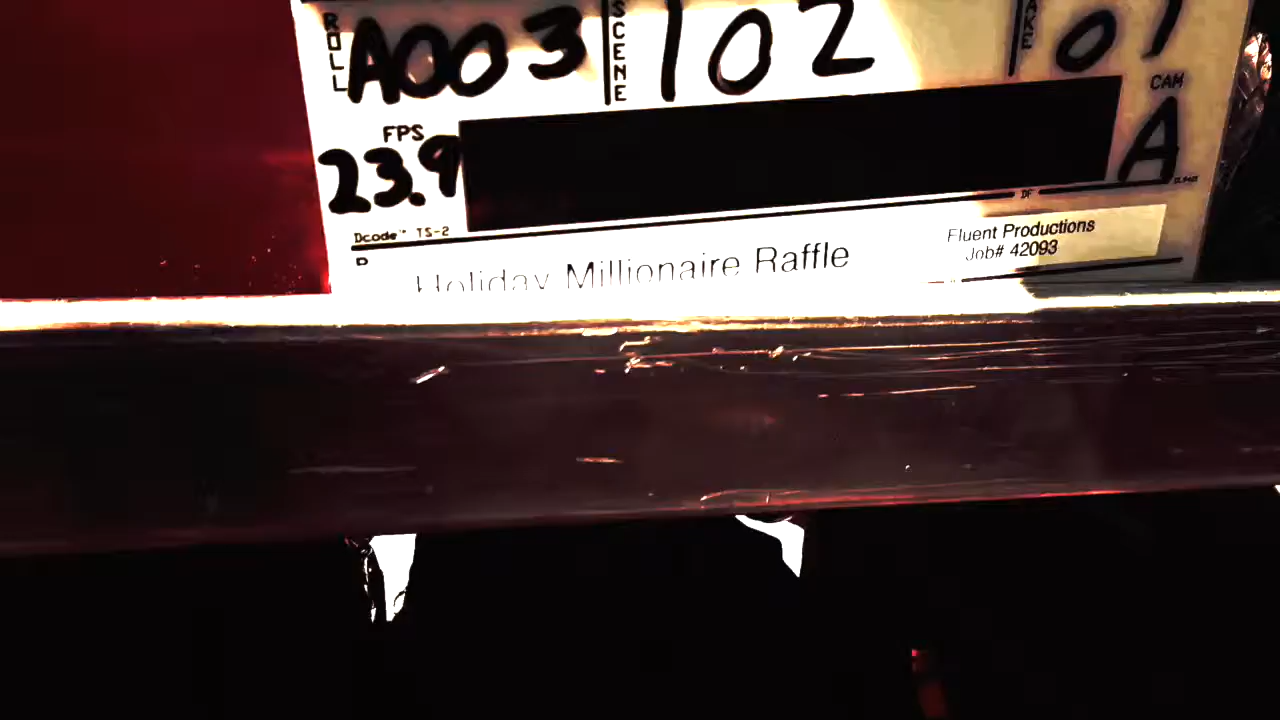 ROLL A003 SCENE 102 TAKE 01
FPS CAM
23.9 A
DF
Dcode™ TS-2
D
Holiday Millionaire Raffle
Fluent Productions
Job# 42093